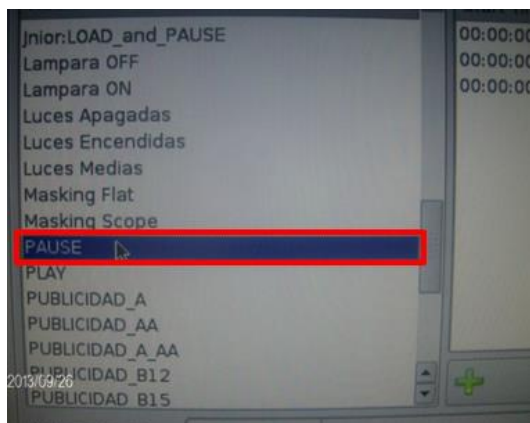 Jnior:LOAD_and_PAUSE
Lampara OFF
Lampara ON
Luces Apagadas
Luces Encendidas
Luces Medias
Masking Flat
Masking Scope
PAUSE
PLAY
PUBLICIDAD_A
PUBLICIDAD_AA
PUBLICIDAD_A_AA
PUBLICIDAD_B12
PUBLICIDAD_B15
00:00:00
00:00:00
00:00:00
2013/09/26